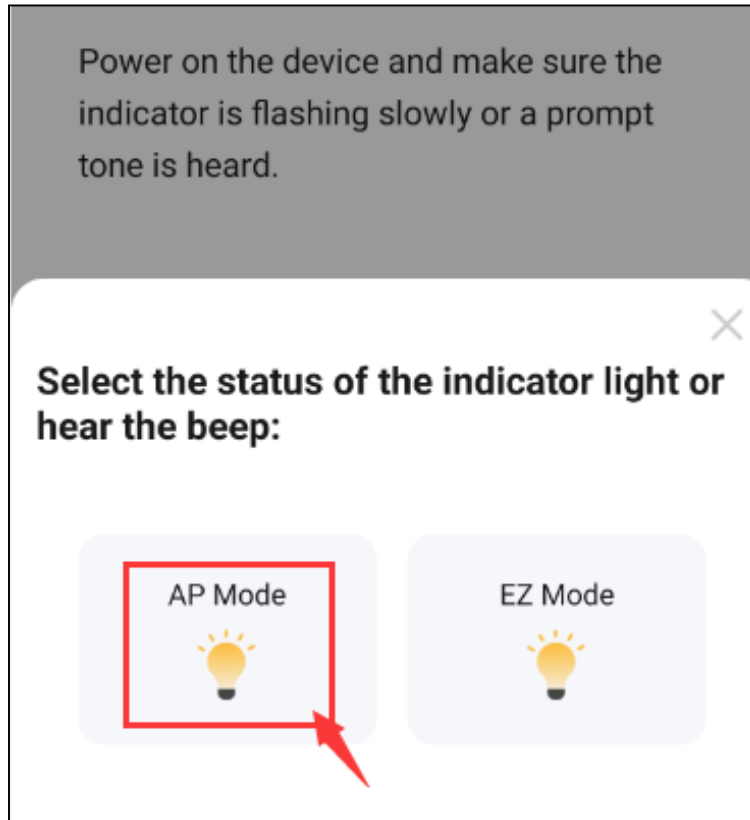 Power on the device and make sure the
indicator is flashing slowly or a prompt
tone is heard.
Select the status of the indicator light or
hear the beep:
AP Mode
EZ Mode